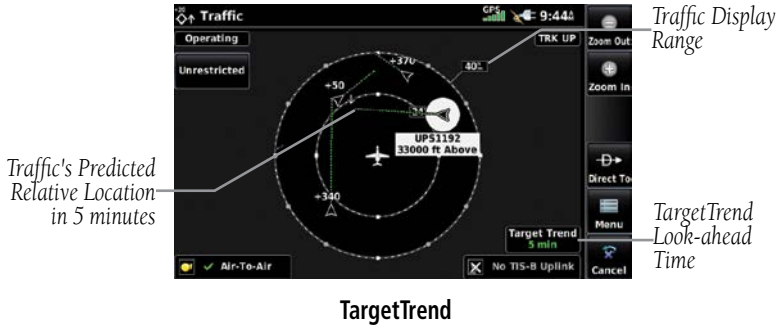 Traffic
GPS
9:44
Operating
TRK UP
Zoom Out
Unrestricted
Zoom In
+370
40
+50
UPS1192
33000 ft Above
Direct To
+340
Menu
Target Trend
5 min
Air-To-Air
No TIS-B Uplink
Cancel
Traffic Display
Range
Traffic's Predicted
Relative Location
in 5 minutes
TargetTrend
Look-ahead
Time
TargetTrend